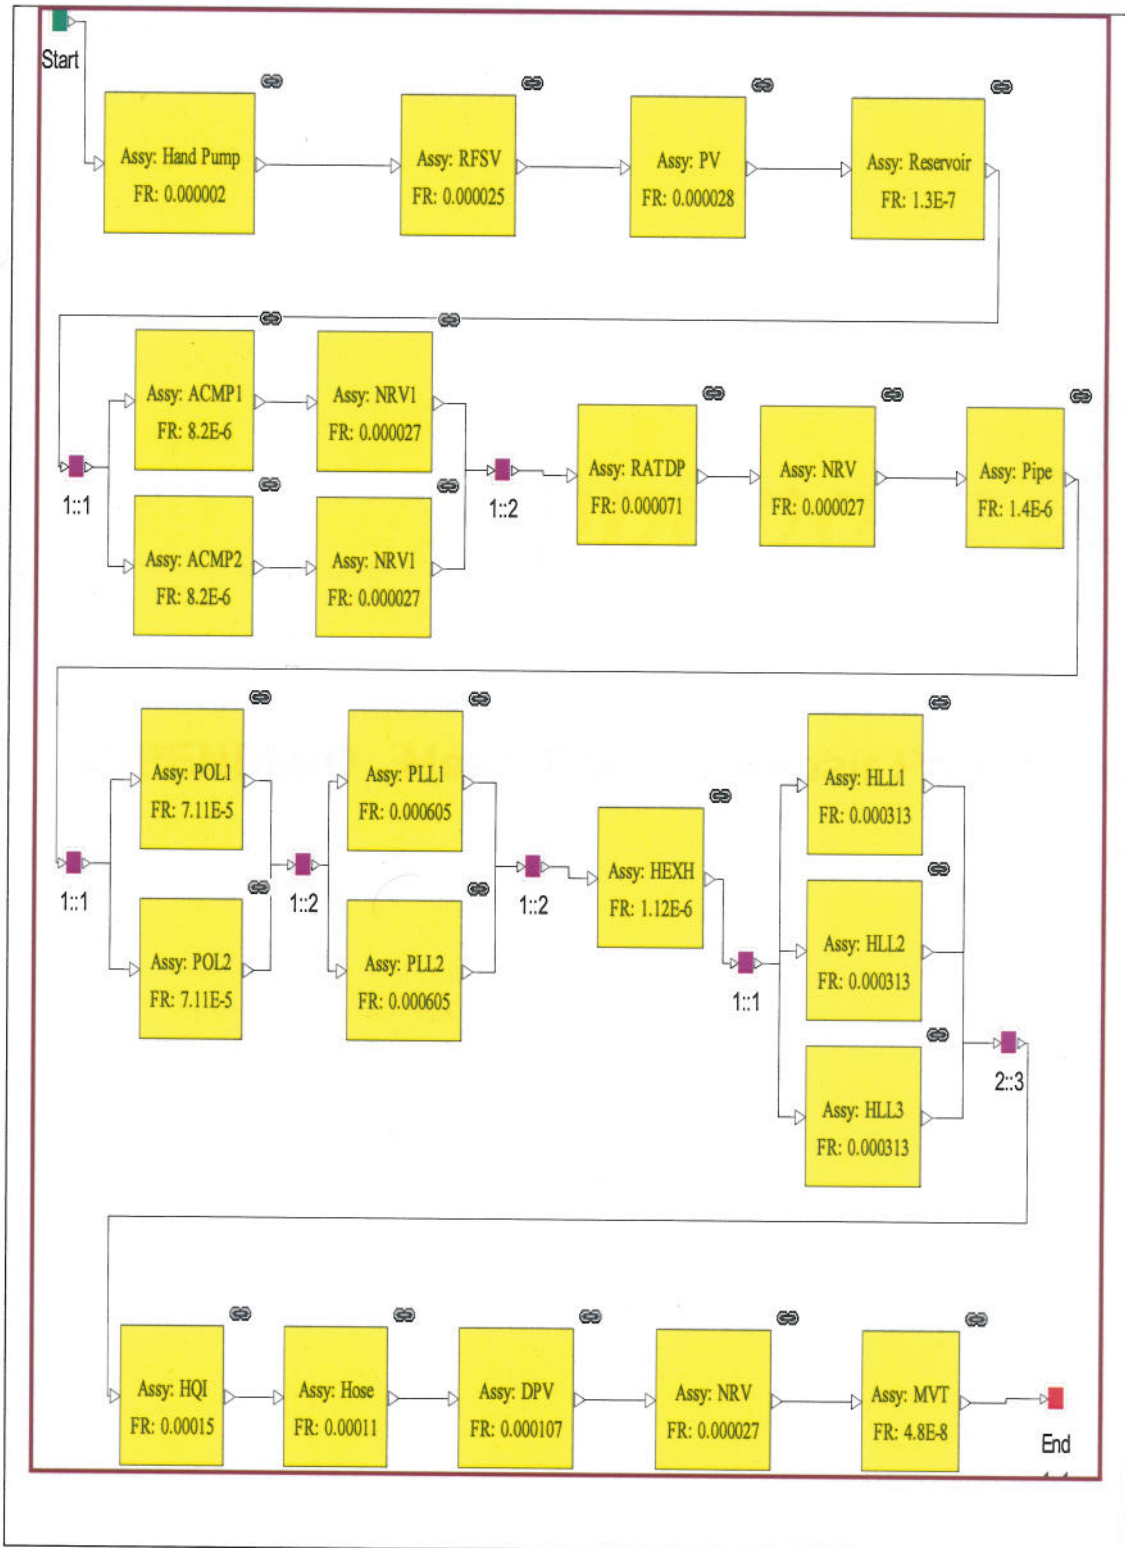 Start
Assy: Hand Pump
FR: 0.000002
Assy: RFSV
FR: 0.000025
Assy: PV
FR: 0.000028
Assy: Reservoir
FR: 1.3E-7
Assy: ACMP1
FR: 8.2E-6
Assy: NRV1
FR: 0.000027
1::1
Assy: ACMP2
FR: 8.2E-6
Assy: NRV1
FR: 0.000027
1::2
Assy: RATDP
FR: 0.000071
Assy: NRV
FR: 0.000027
Assy: Pipe
FR: 1.4E-6
Assy: POL1
FR: 7.11E-5
1::1
Assy: POL2
FR: 7.11E-5
1::2
Assy: PLL1
FR: 0.000605
Assy: PLL2
FR: 0.000605
1::2
Assy: HEXH
FR: 1.12E-6
1::1
Assy: HLL1
FR: 0.000313
Assy: HLL2
FR: 0.000313
Assy: HLL3
FR: 0.000313
2::3
Assy: HQI
FR: 0.00015
Assy: Hose
FR: 0.00011
Assy: DPV
FR: 0.000107
Assy: NRV
FR: 0.000027
Assy: MVT
FR: 4.8E-8
End